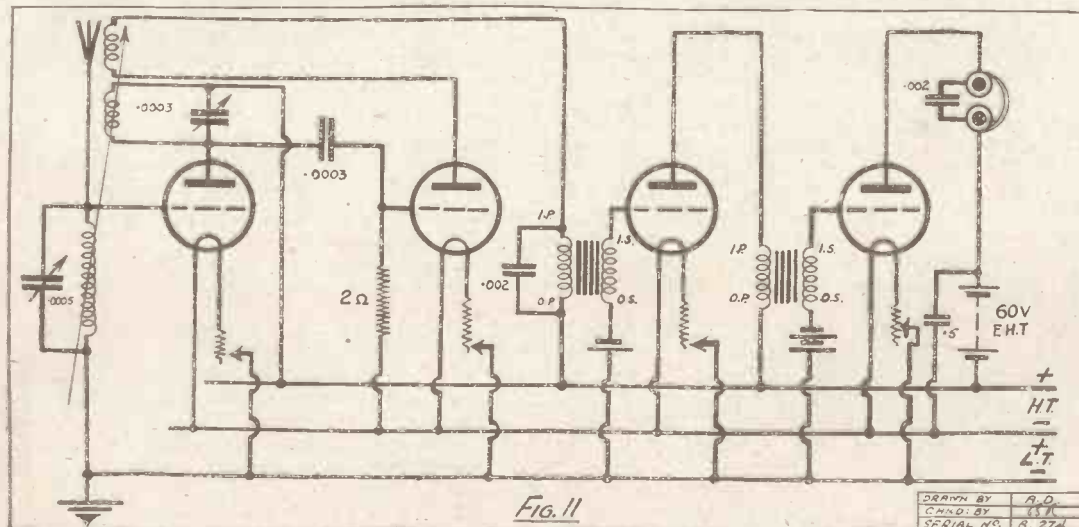 .0003
.0003
.0005
2Ω
.002
I.P.
O.P.
I.S.
O.S.
I.P.
O.P.
I.S.
O.S.
.002
.5
60V
E.H.T
+
H.T.
-
+
L.T.
-
FIG. 11
DRAWN BY A.D.
CHKD: BY
SERIAL NO.